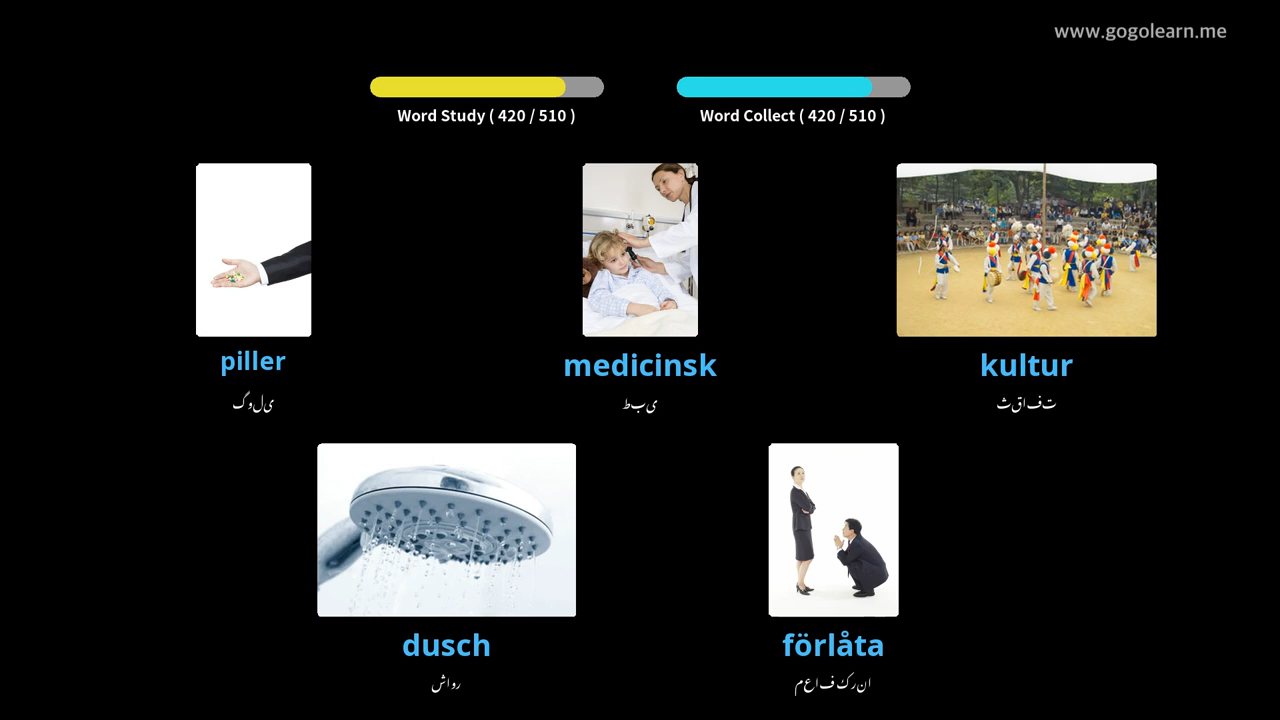 www.gogolearn.me
Word Study ( 420 / 510 )
Word Collect ( 420 / 510 )
piller
گولی
medicinsk
طبی
kultur
ثقافت
dusch
شاور
förlåta
معاف کرنا